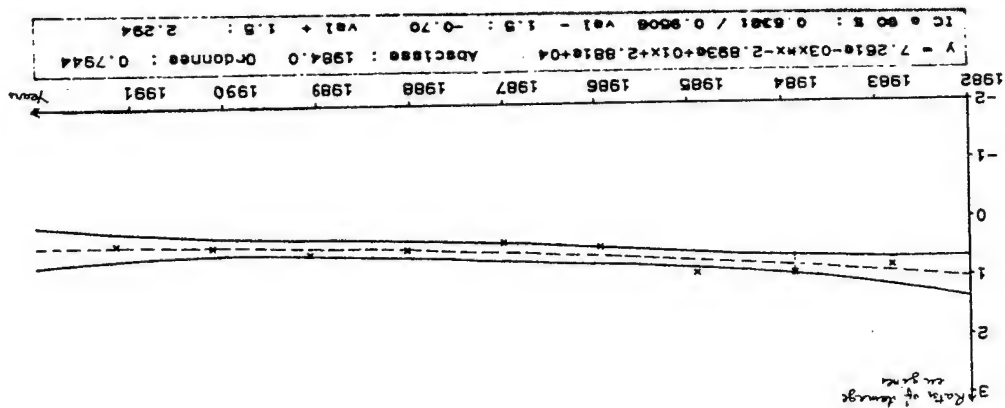 Ratio of damage
engines
3
2
1
0
-1
-2
1982 1983 1984 1985 1986 1987 1988 1989 1990 1991 Years
y = 7.261e-03x*x-2.893e+01x+2.881e+04 Abscisse : 1984.0 Ordonnee : 0.7944
IC a 80 % : 0.6381 / 0.9506 val - 1.5 : -0.70 val + 1.5 : 2.294